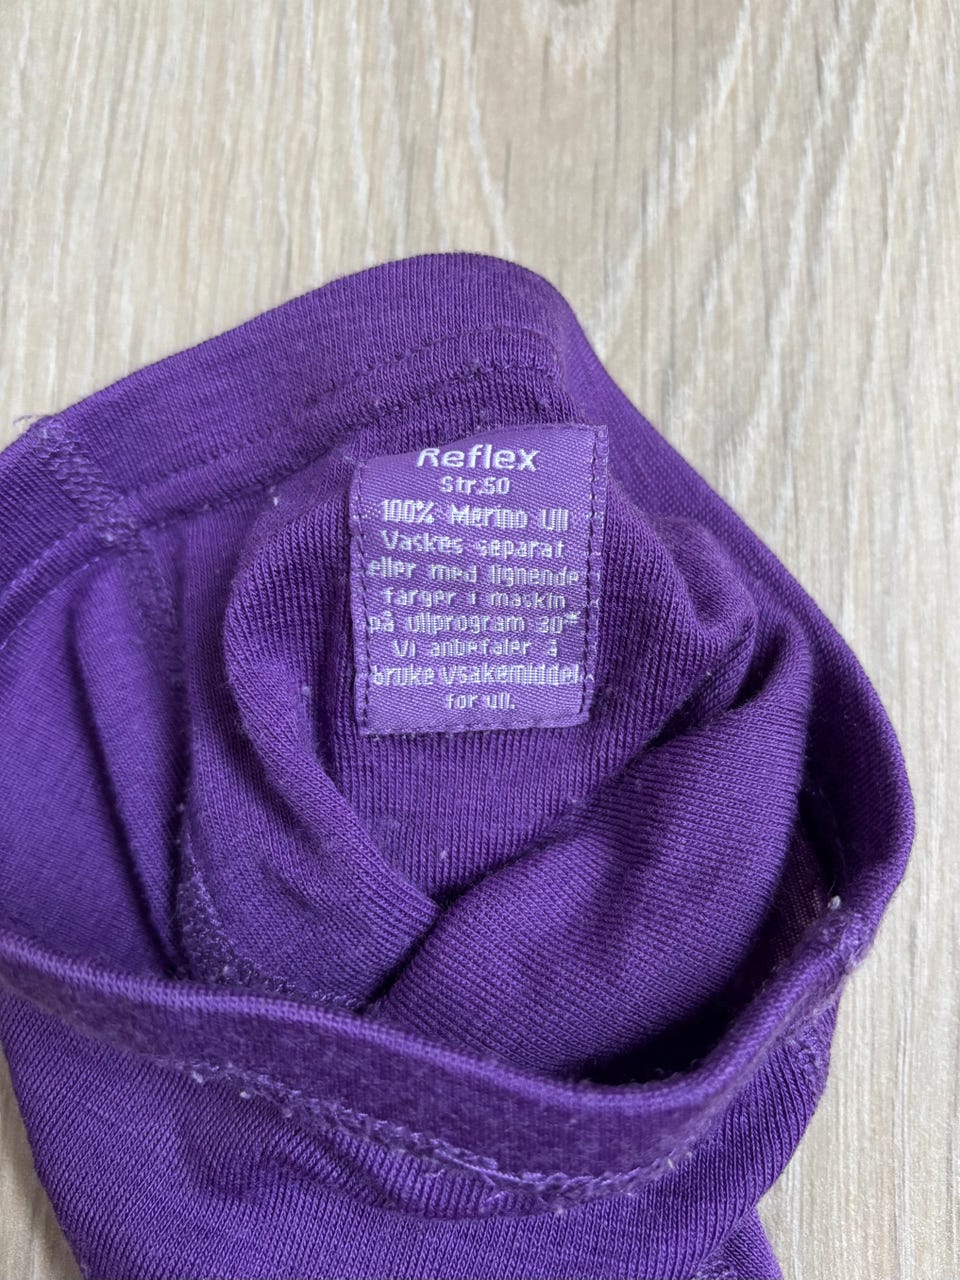 Reflex
Str.50
100% Merino Ull
Vaskes separat
eller med lignende
farger i maskin
på ullprogram 30°
Vi anbefaler å
bruke vsakemiddel
for ull.